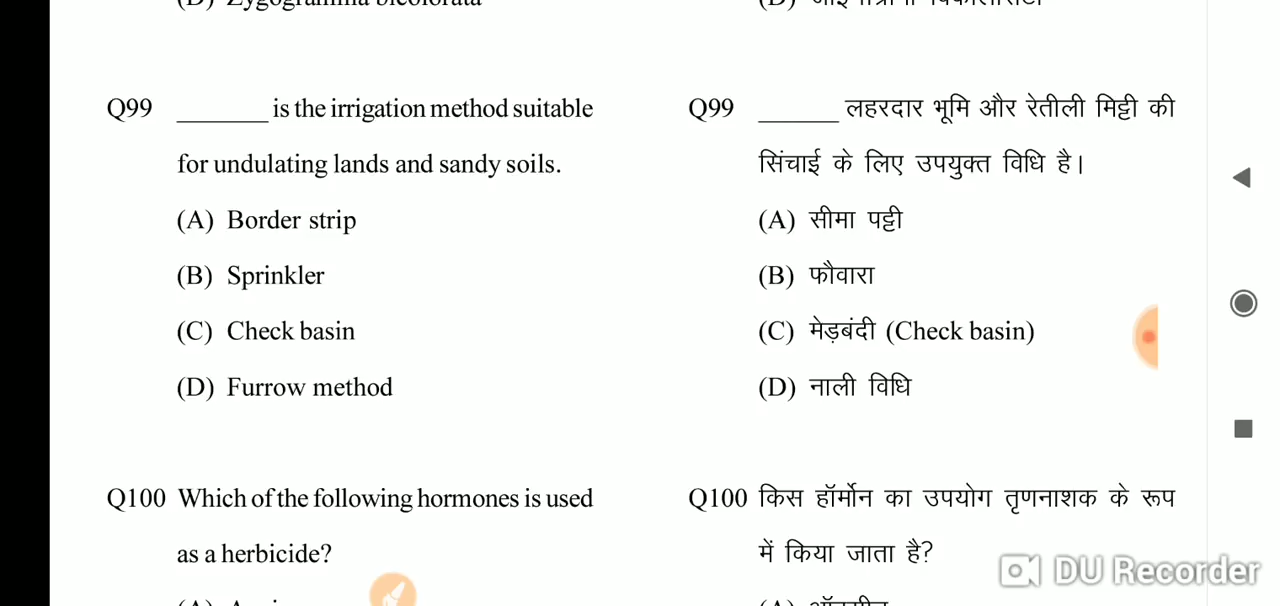 Q99 ________ is the irrigation method suitable
for undulating lands and sandy soils.
(A) Border strip
(B) Sprinkler
(C) Check basin
(D) Furrow method
Q100 Which of the following hormones is used
as a herbicide?
Q99 _______ लहरदार भूमि और रेतीली मिट्टी की
सिंचाई के लिए उपयुक्त विधि है।
(A) सीमा पट्टी
(B) फौवारा
(C) मेड़बंदी (Check basin)
(D) नाली विधि
Q100 किस हॉर्मोन का उपयोग तृणनाशक के रूप
में किया जाता है?
DU Recorder